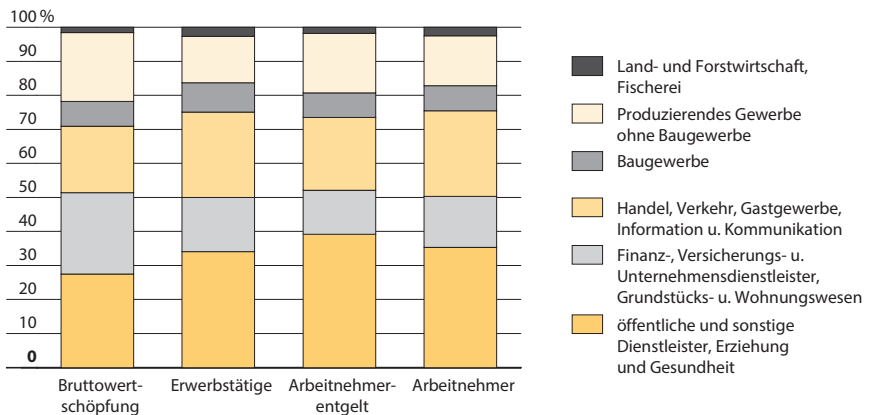 100 %
90
80
70
60
50
40
30
20
10
0
Bruttowert-
schöpfung
Erwerbstätige
Arbeitnehmer-
entgelt
Arbeitnehmer
Land- und Forstwirtschaft,
Fischerei
Produzierendes Gewerbe
ohne Baugewerbe
Baugewerbe
Handel, Verkehr, Gastgewerbe,
Information u. Kommunikation
Finanz-, Versicherungs- u.
Unternehmensdienstleister,
Grundstücks- u. Wohnungswesen
öffentliche und sonstige
Dienstleister, Erziehung
und Gesundheit